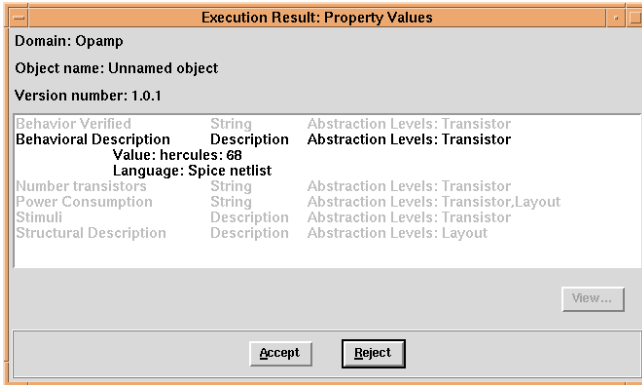 Execution Result: Property Values
Domain: Opamp
Object name: Unnamed object
Version number: 1.0.1
Behavior Verified String Abstraction Levels: Transistor
Behavioral Description Description Abstraction Levels: Transistor
Value: hercules: 68
Language: Spice netlist
Number transistors String Abstraction Levels: Transistor
Power Consumption String Abstraction Levels: Transistor,Layout
Stimuli Description Abstraction Levels: Transistor
Structural Description Description Abstraction Levels: Layout
View...
Accept Reject